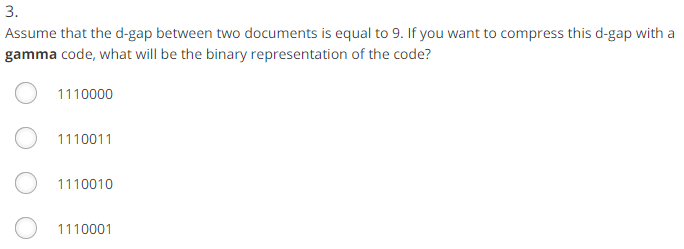 3.
Assume that the d-gap between two documents is equal to 9. If you want to compress this d-gap with a
gamma code, what will be the binary representation of the code?
1110000
1110011
1110010
1110001